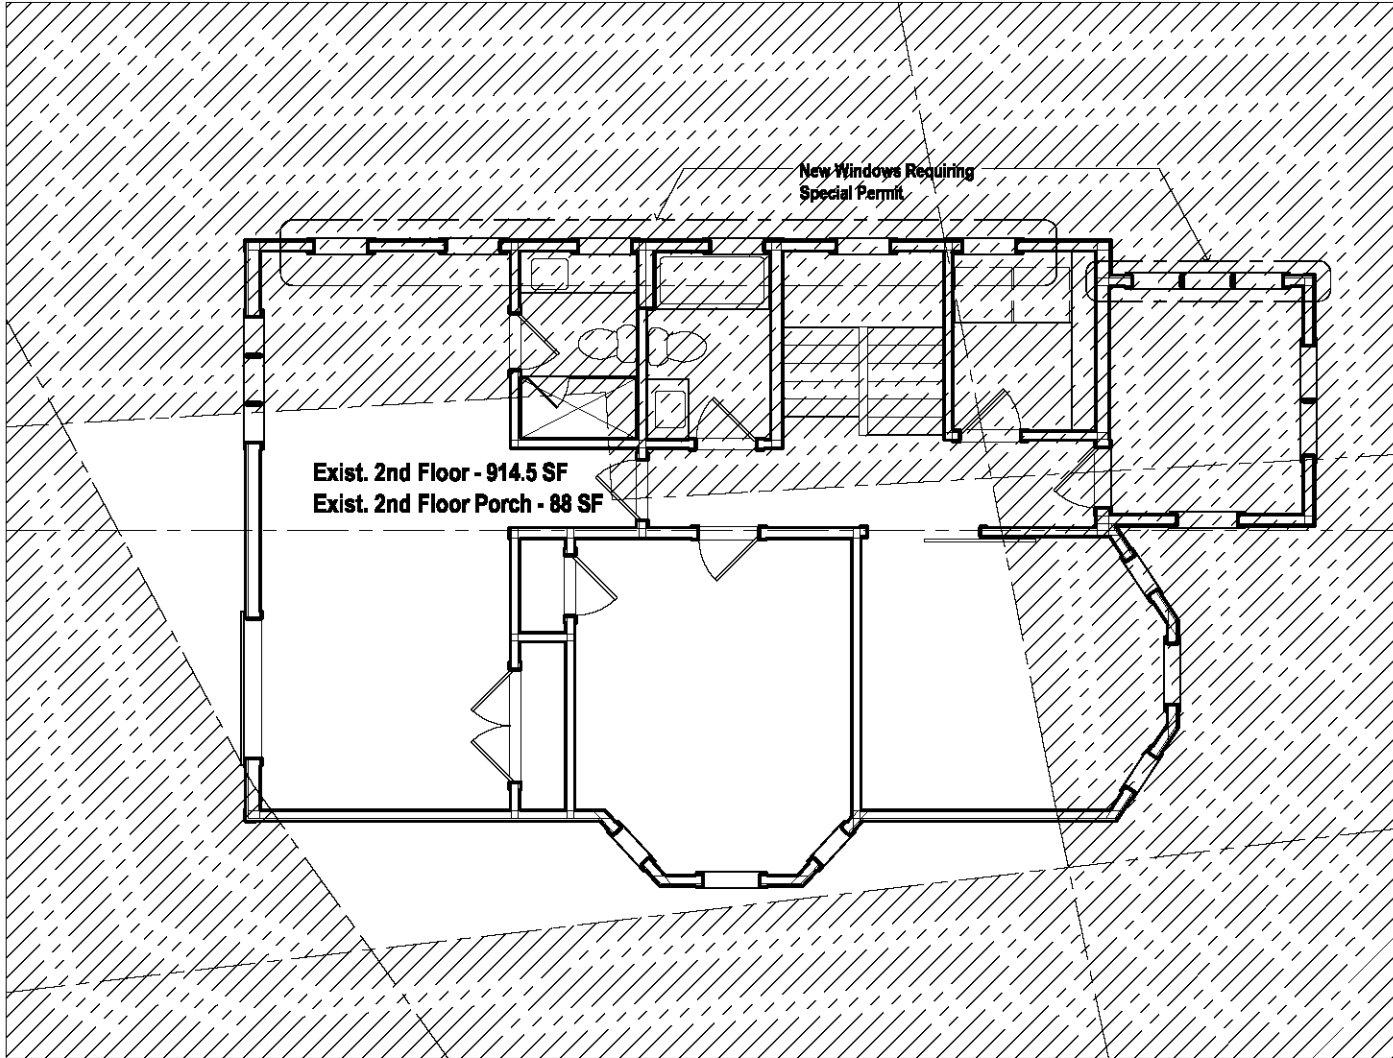 New Windows Requiring
Special Permit
Exist. 2nd Floor - 914.5 SF
Exist. 2nd Floor Porch - 88 SF